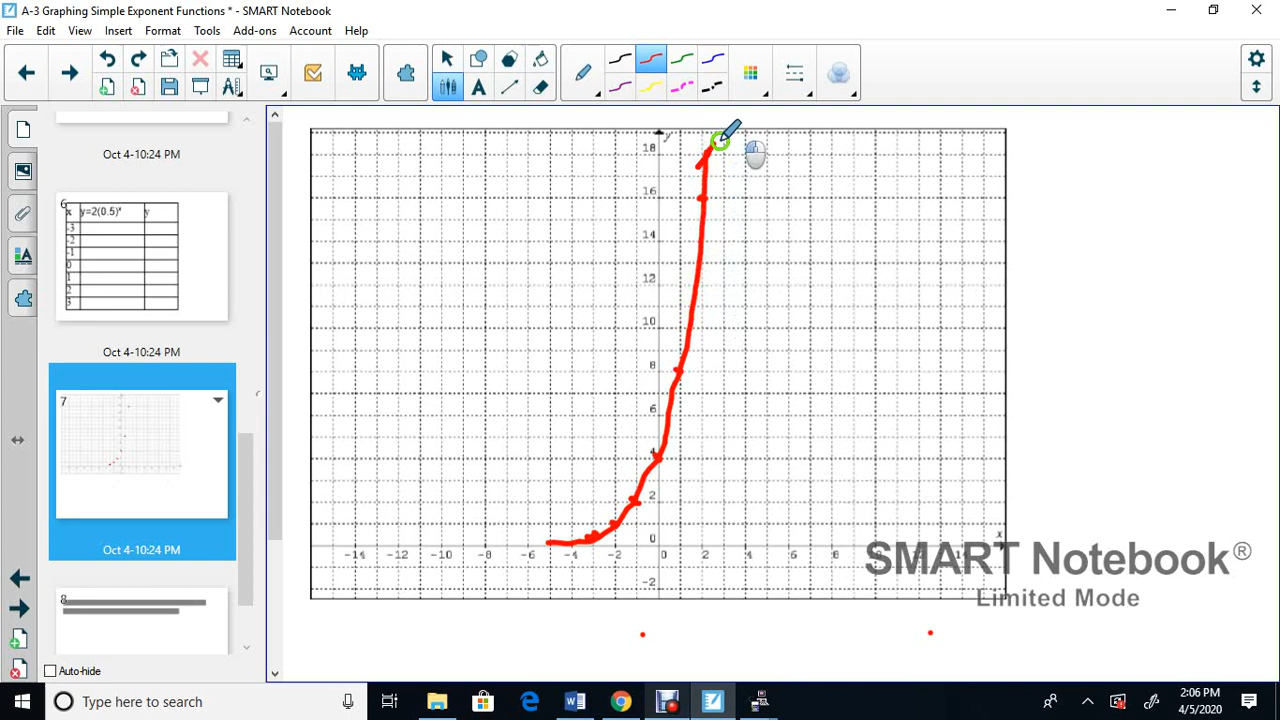 A-3 Graphing Simple Exponent Functions * - SMART Notebook
File Edit View Insert Format Tools Add-ons Account Help
Oct 4-10:24 PM
6
x y=2(0.5)ˣ y
-3
-2
-1
0
1
2
3
Oct 4-10:24 PM
7
Oct 4-10:24 PM
8
Auto-hide
y
18
16
14
12
10
8
6
4
2
0
x
-14 -12 -10 -8 -6 -4 -2 0 2 4 6 8
-2
SMART Notebook®
Limited Mode
Type here to search
2:06 PM
4/5/2020